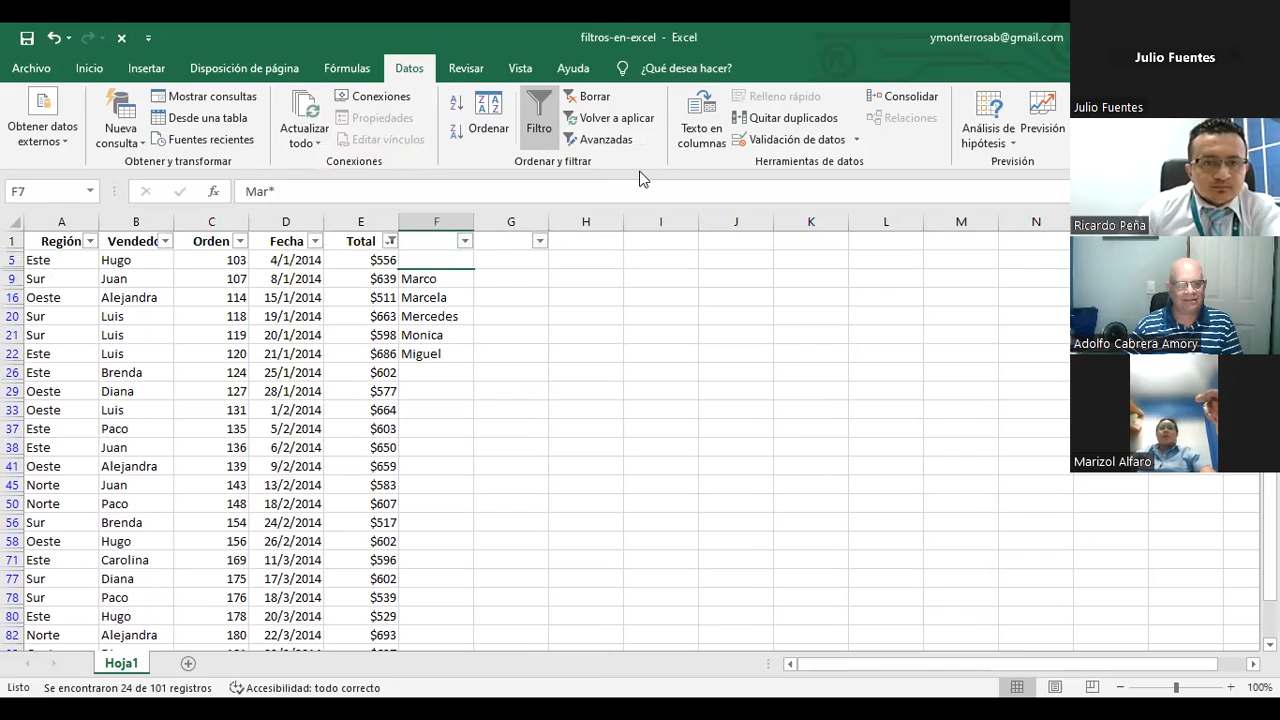 filtros-en-excel - Excel
ymonterrosab@gmail.com
Archivo Inicio Insertar Disposición de página Fórmulas Datos Revisar Vista Ayuda ¿Qué desea hacer?
Obtener datos externos
Nueva consulta
Mostrar consultas
Desde una tabla
Fuentes recientes
Obtener y transformar
Actualizar todo
Conexiones
Propiedades
Editar vínculos
Conexiones
Ordenar
Filtro
Borrar
Volver a aplicar
Avanzadas
Ordenar y filtrar
Texto en columnas
Relleno rápido
Quitar duplicados
Validación de datos
Consolidar
Relaciones
Herramientas de datos
Análisis de hipótesis
Previsión
Previsión
F7 fx Mar*
A B C D E F G H I J K L M N
1 Región Vendedo Orden Fecha Total
5 Este Hugo 103 4/1/2014 $556
9 Sur Juan 107 8/1/2014 $639 Marco
16 Oeste Alejandra 114 15/1/2014 $511 Marcela
20 Sur Luis 118 19/1/2014 $663 Mercedes
21 Sur Luis 119 20/1/2014 $598 Monica
22 Este Luis 120 21/1/2014 $686 Miguel
26 Este Brenda 124 25/1/2014 $602
29 Oeste Diana 127 28/1/2014 $577
33 Oeste Luis 131 1/2/2014 $664
37 Este Paco 135 5/2/2014 $603
38 Este Juan 136 6/2/2014 $650
41 Oeste Alejandra 139 9/2/2014 $659
45 Norte Juan 143 13/2/2014 $583
50 Norte Paco 148 18/2/2014 $607
56 Sur Brenda 154 24/2/2014 $517
58 Oeste Hugo 156 26/2/2014 $602
71 Este Carolina 169 11/3/2014 $596
77 Sur Diana 175 17/3/2014 $602
78 Sur Paco 176 18/3/2014 $539
80 Este Hugo 178 20/3/2014 $529
82 Norte Alejandra 180 22/3/2014 $693
Hoja1
Listo Se encontraron 24 de 101 registros Accesibilidad: todo correcto 100%
Julio Fuentes
Julio Fuentes
Ricardo Peña
Adolfo Cabrera Amory
Marizol Alfaro